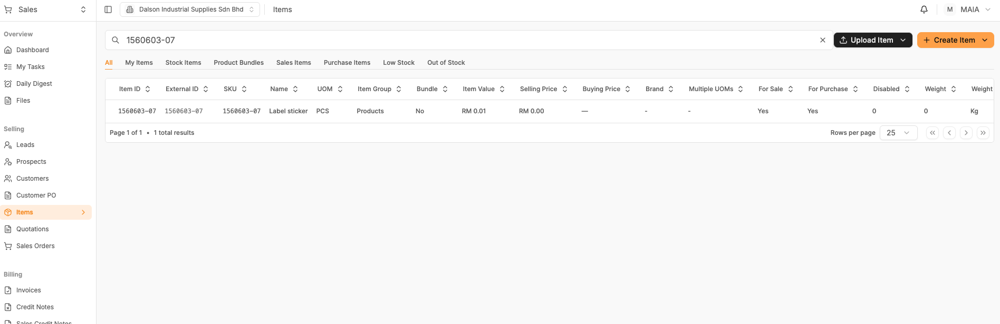 Sales
Dalson Industrial Supplies Sdn Bhd
Items
M
MAIA
Overview
Dashboard
My Tasks
Daily Digest
Files
Selling
Leads
Prospects
Customers
Customer PO
Items
Quotations
Sales Orders
Billing
Invoices
Credit Notes
Sales Credit Notes
1560603-07
Upload Item
Create Item
All My Items Stock Items Product Bundles Sales Items Purchase Items Low Stock Out of Stock
Item ID External ID SKU Name UOM Item Group Bundle Item Value Selling Price Buying Price Brand Multiple UOMs For Sale For Purchase Disabled Weight Weight
1560603-07 1560603-07 1560603-07 Label sticker PCS Products No RM 0.01 RM 0.00 — - - Yes Yes 0 0 Kg
Page 1 of 1 • 1 total results
Rows per page 25